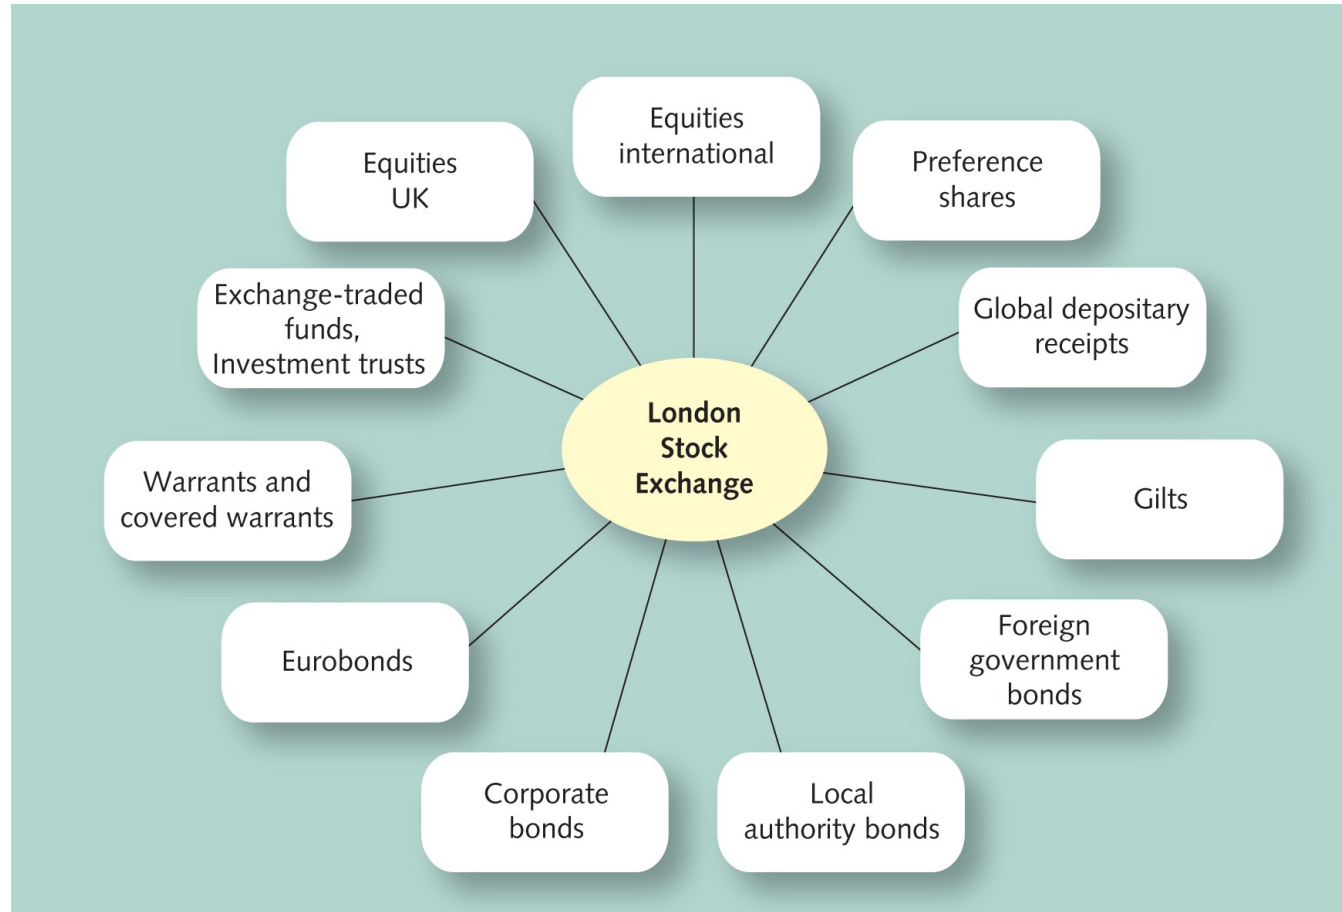 Equities
international
Equities
UK
Preference
shares
Exchange-traded
funds,
Investment trusts
Global depositary
receipts
London
Stock
Exchange
Warrants and
covered warrants
Gilts
Eurobonds
Foreign
government
bonds
Corporate
bonds
Local
authority bonds